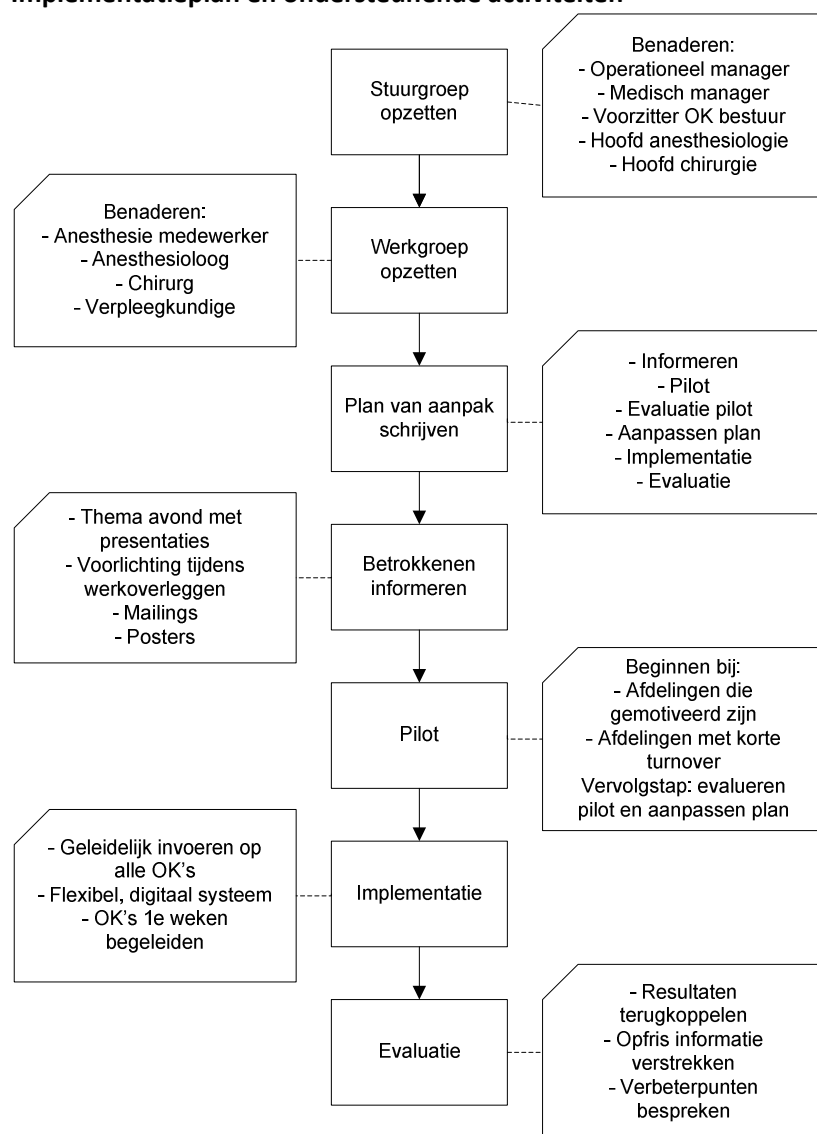 Implementatieplan en ondersteunende activiteiten
Stuurgroep
opzetten
Benaderen:
- Operationeel manager
- Medisch manager
- Voorzitter OK bestuur
- Hoofd anesthesiologie
- Hoofd chirurgie
Benaderen:
- Anesthesie medewerker
- Anesthesioloog
- Chirurg
- Verpleegkundige
Werkgroep
opzetten
Plan van aanpak
schrijven
- Informeren
- Pilot
- Evaluatie pilot
- Aanpassen plan
- Implementatie
- Evaluatie
- Thema avond met
presentaties
- Voorlichting tijdens
werkoverleggen
- Mailings
- Posters
Betrokkenen
informeren
Pilot
Beginnen bij:
- Afdelingen die
gemotiveerd zijn
- Afdelingen met korte
turnover
Vervolgstap: evalueren
pilot en aanpassen plan
- Geleidelijk invoeren op
alle OK's
- Flexibel, digitaal systeem
- OK's 1e weken
begeleiden
Implementatie
Evaluatie
- Resultaten
terugkoppelen
- Opfris informatie
verstrekken
- Verbeterpunten
bespreken